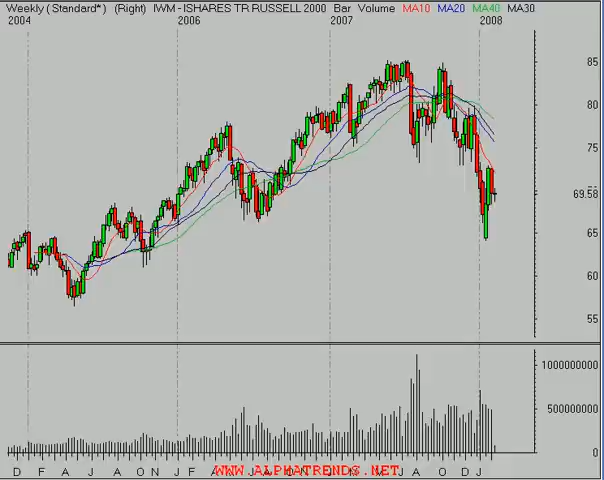 Weekly ( Standard* ) (Right) IWM - ISHARES TR RUSSELL 2000 Bar Volume MA10 MA20 MA40 MA30
2004 2006 2007 2008
85
80
75
69.58
65
60
55
1000000000
500000000
0
D F A J A O N J F A O N J F A J A O D J
WWW.ALPHATRENDS.NET